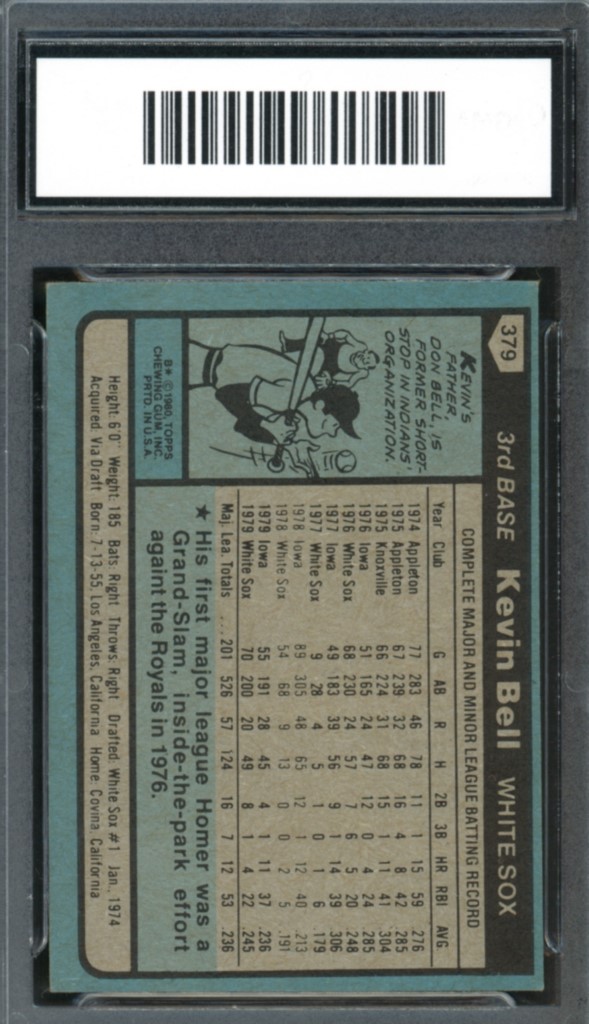 379
3rd BASE Kevin Bell WHITE SOX
KEVIN'S
FATHER,
DON BELL, IS
FORMER SHORT-
STOP IN INDIANS'
ORGANIZATION.
B* ©1980, TOPPS
CHEWING GUM, INC.
PRTD. IN U.S.A.
COMPLETE MAJOR AND MINOR LEAGUE BATTING RECORD
Year Club G AB R H 2B 3B HR RBI AVG.
1974 Appleton 77 283 46 78 11 1 15 59 .276
1975 Appleton 67 239 32 68 16 4 8 42 .285
1975 Knoxville 66 224 31 68 15 1 11 41 .304
1976 Iowa 51 165 24 47 12 0 4 24 .285
1976 White Sox 68 230 24 57 7 6 5 20 .248
1977 Iowa 49 183 39 56 9 1 14 39 .306
1977 White Sox 9 28 4 5 1 0 1 6 .179
1978 Iowa 89 305 48 65 12 1 12 40 .213
1978 White Sox 54 68 9 13 0 0 2 5 .191
1979 Iowa 55 191 28 45 4 1 11 37 .236
1979 White Sox 70 200 20 49 8 1 4 22 .245
Maj. Lea. Totals . . . 201 526 57 124 16 7 12 53 .236
★ His first major league Homer was a
Grand-Slam, inside-the-park effort
againt the Royals in 1976.
Height: 6'0" Weight: 185 Bats: Right Throws: Right Drafted: White Sox #1 Jan., 1974
Acquired: Via Draft Born: 7-13-55, Los Angeles, California Home: Covina, California